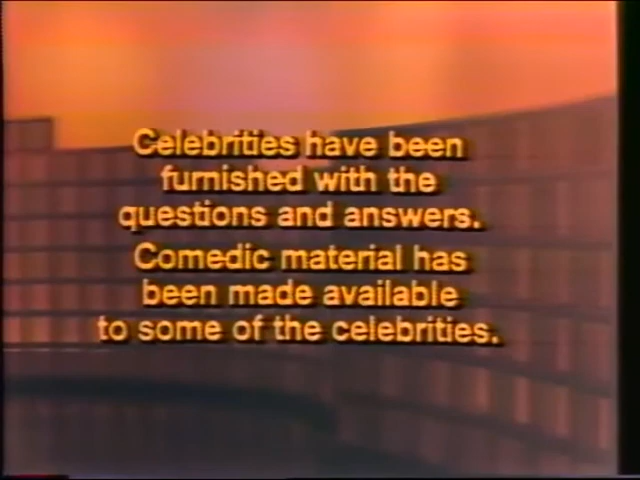 Celebrities have been
furnished with the
questions and answers.
Comedic material has
been made available
to some of the celebrities.